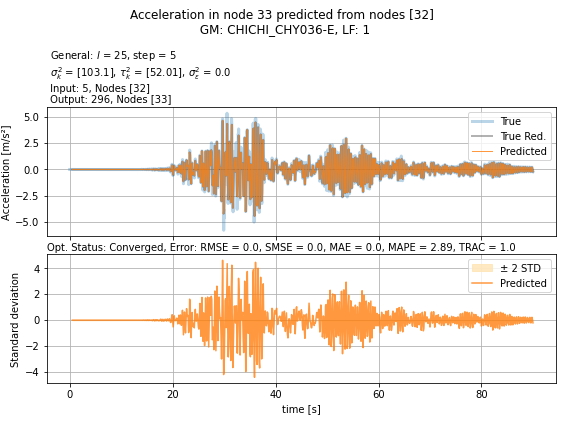 Acceleration in node 33 predicted from nodes [32]
GM: CHICHI_CHY036-E, LF: 1
General: l = 25, step = 5
σ²ₖ = [103.1], τ²ₖ = [52.01], σ²ε = 0.0
Input: 5, Nodes [32]
Output: 296, Nodes [33]
Acceleration [m/s²]
5.0
2.5
0.0
−2.5
−5.0
True
True Red.
Predicted
Opt. Status: Converged, Error: RMSE = 0.0, SMSE = 0.0, MAE = 0.0, MAPE = 2.89, TRAC = 1.0
Standard deviation
4
2
0
−2
−4
± 2 STD
Predicted
0 20 40 60 80
time [s]